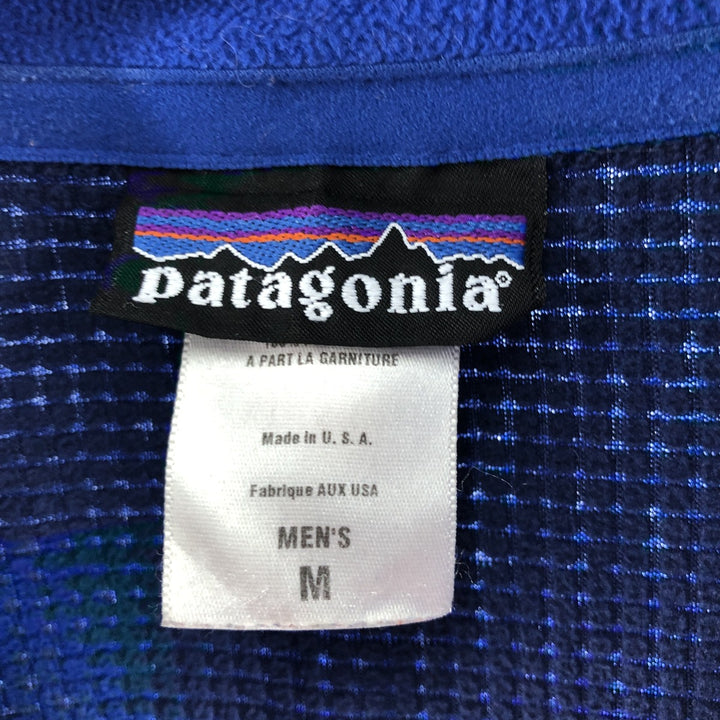 patagonia®
A PART LA GARNITURE
Made in U. S. A.
Fabrique AUX USA
MEN'S
M